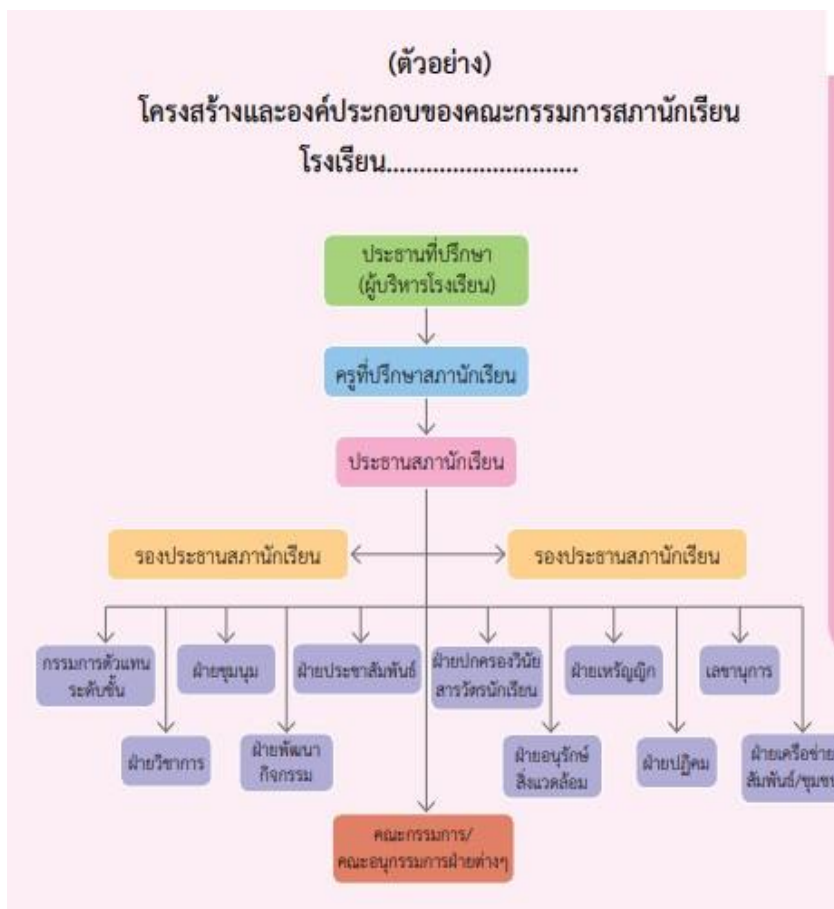 (ตัวอย่าง)
โครงสร้างและองค์ประกอบของคณะกรรมการสภานักเรียน
โรงเรียน.............................
ประธานที่ปรึกษา
(ผู้บริหารโรงเรียน)
ครูที่ปรึกษาสภานักเรียน
ประธานสภานักเรียน
รองประธานสภานักเรียน
รองประธานสภานักเรียน
กรรมการตัวแทน
ระดับชั้น
ฝ่ายชุมนุม
ฝ่ายประชาสัมพันธ์
ฝ่ายปกครองวินัย
สารวัตรนักเรียน
ฝ่ายเหรัญญิก
เลขานุการ
ฝ่ายวิชาการ
ฝ่ายพัฒนา
กิจกรรม
ฝ่ายอนุรักษ์
สิ่งแวดล้อม
ฝ่ายปฏิคม
ฝ่ายเครือข่าย
สัมพันธ์/ชุมชน
คณะกรรมการ/
คณะอนุกรรมการฝ่ายต่างๆ